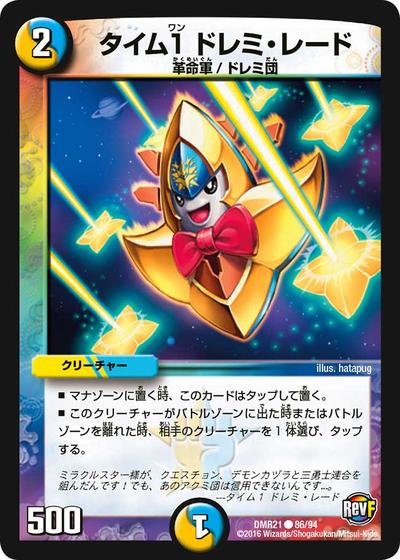 2
ワン
タイム1 ドレミ・レード
かくめいぐん だん
革命軍 / ドレミ団
クリーチャー
illus. hatapug
■ マナゾーンに置く時、このカードはタップして置く。
■ このクリーチャーがバトルゾーンに出た時またはバトル
ゾーンを離れた時、相手のクリーチャーを1体選び、タップ
する。
ミラクルスター様が、クエスチョン、デモンカヅラと三勇士連合を
組んだんです！でも、あのアクミ団は信用できないんです…。
---タイム1 ドレミ・レード
500
1
DMR21 ● 86/94
©2016 Wizards/Shogakukan/Mitsui-Kids
RevF